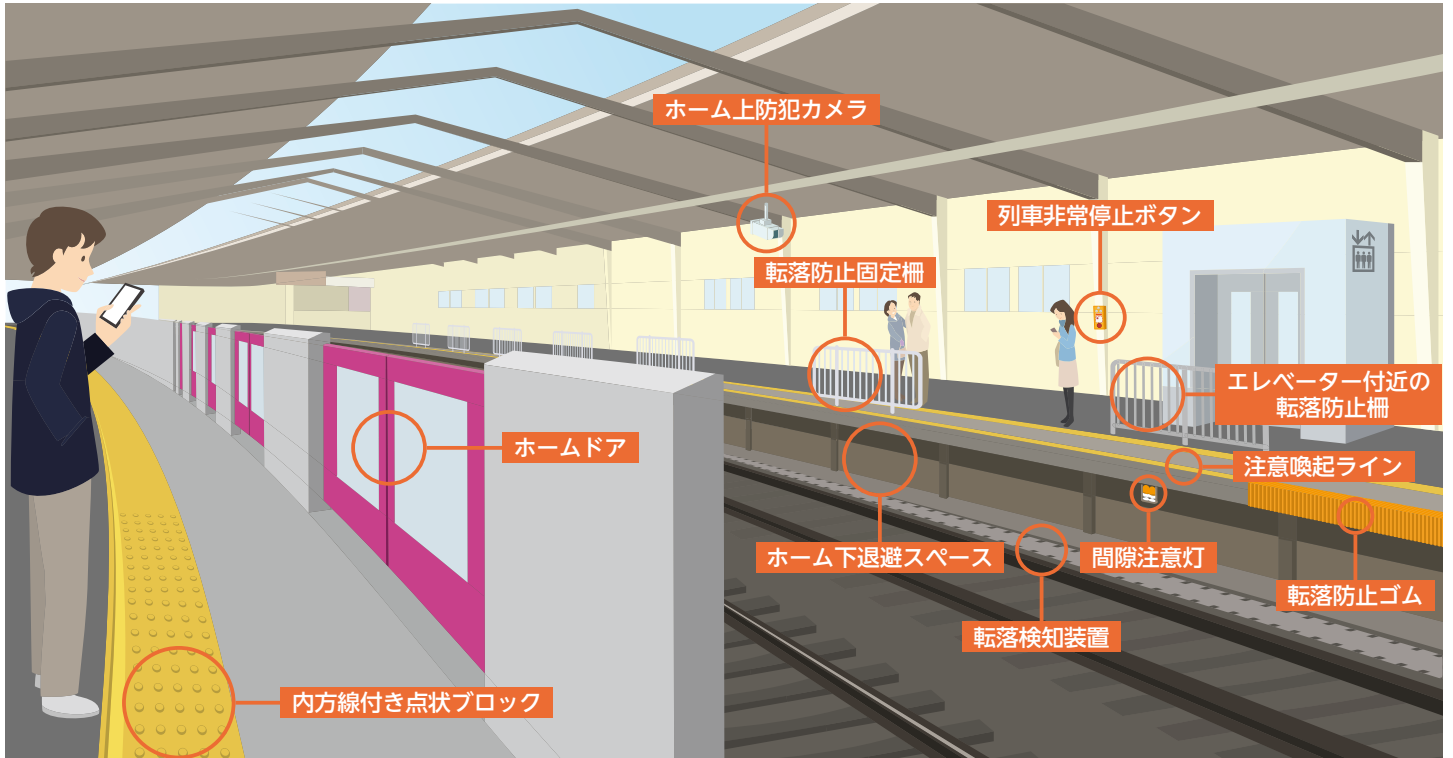 ホーム上防犯カメラ
列車非常停止ボタン
転落防止固定柵
エレベーター付近の
転落防止柵
ホームドア
注意喚起ライン
ホーム下退避スペース
間隙注意灯
転落防止ゴム
転落検知装置
内方線付き点状ブロック